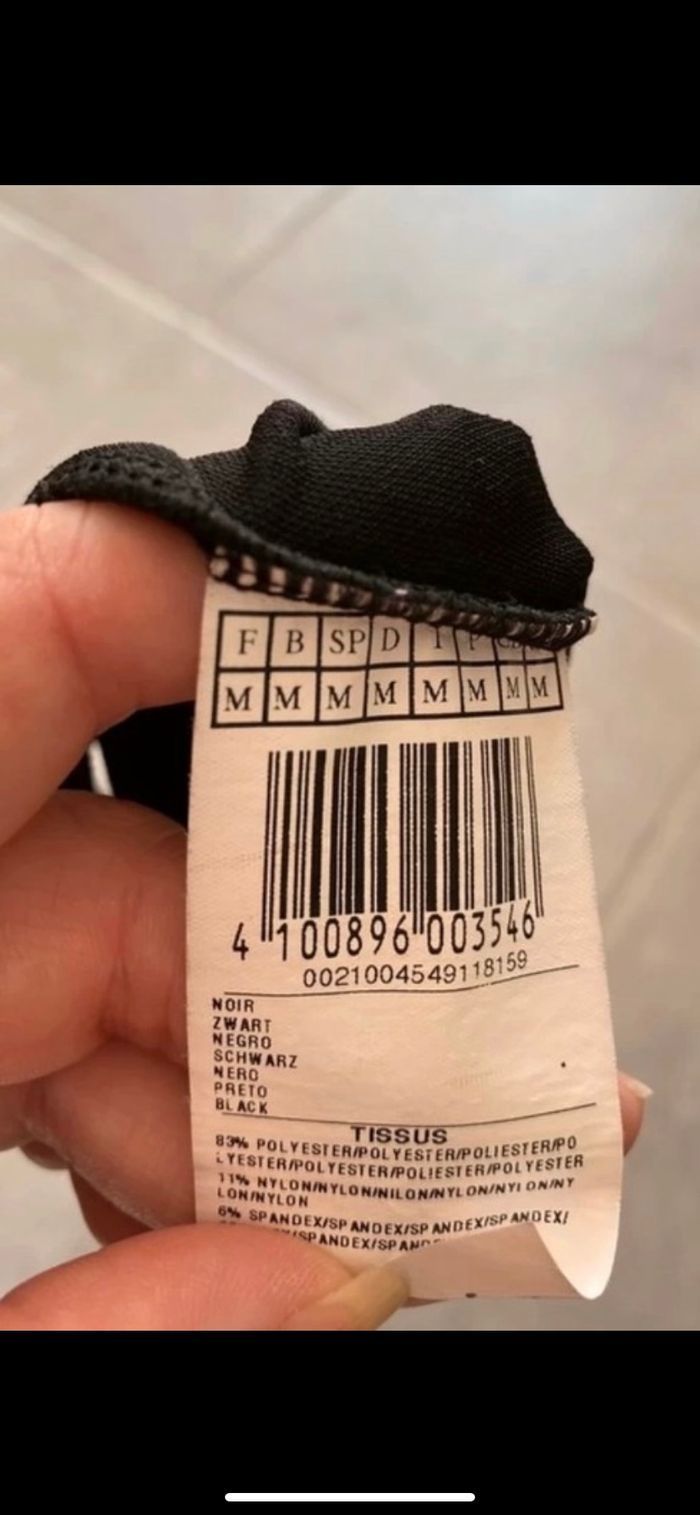 F B SP D I P
M M M M M M M M
4 100896 003546
0021004549118159
NOIR
ZWART
NEGRO
SCHWARZ
NERO
PRETO
BLACK
TISSUS
83% POLYESTER/POLYESTER/POLIESTER/PO
LYESTER/POLYESTER/POLIESTER/POLYESTER
11% NYLON/NYLON/NILON/NYLON/NYLON/NY
LON/NYLON
6% SPANDEX/SPANDEX/SPANDEX/SPANDEX/
/SPANDEX/